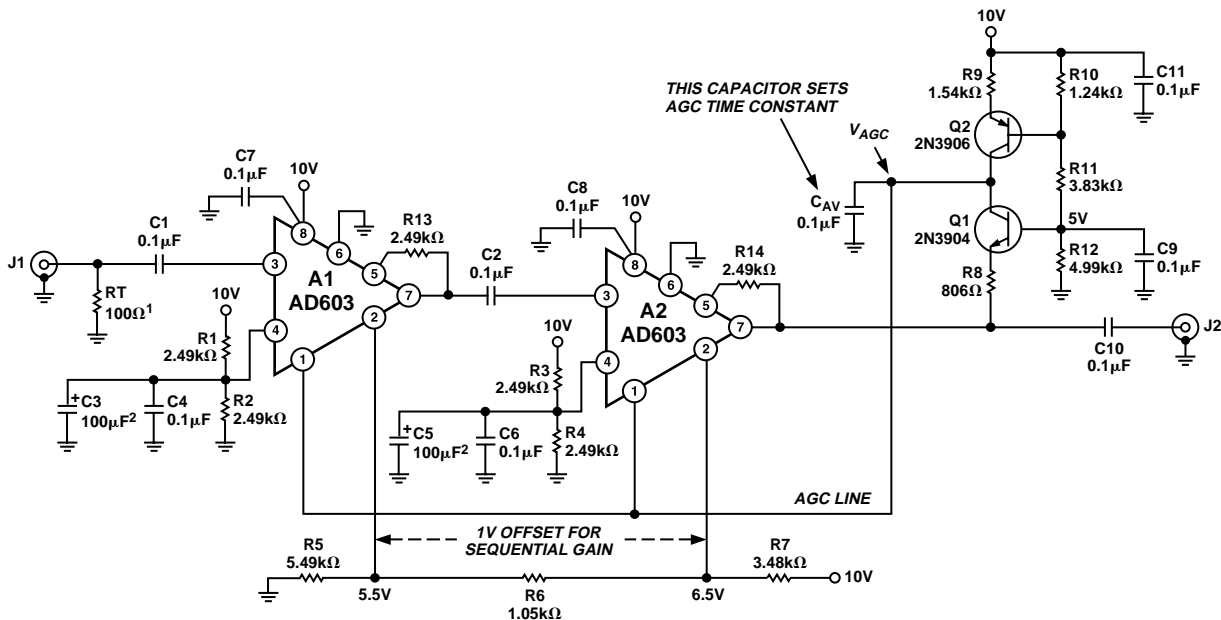 10V
THIS CAPACITOR SETS
AGC TIME CONSTANT
R9
1.54kΩ
R10
1.24kΩ
C11
0.1µF
Q2
2N3906
VAGC
C7
0.1µF
10V
C8
0.1µF
10V
CAV
0.1µF
R11
3.83kΩ
Q1
2N3904
5V
R8
806Ω
R12
4.99kΩ
C9
0.1µF
J1
C1
0.1µF
RT
100Ω1
8
6
R13
2.49kΩ
5
3
A1
AD603
7
4
2
1
C2
0.1µF
8
6
R14
2.49kΩ
5
3
A2
AD603
7
4
2
1
J2
C10
0.1µF
10V
R1
2.49kΩ
+
C3
100µF2
C4
0.1µF
R2
2.49kΩ
10V
R3
2.49kΩ
+
C5
100µF2
C6
0.1µF
R4
2.49kΩ
AGC LINE
1V OFFSET FOR
SEQUENTIAL GAIN
R5
5.49kΩ
5.5V
R6
1.05kΩ
6.5V
R7
3.48kΩ
10V